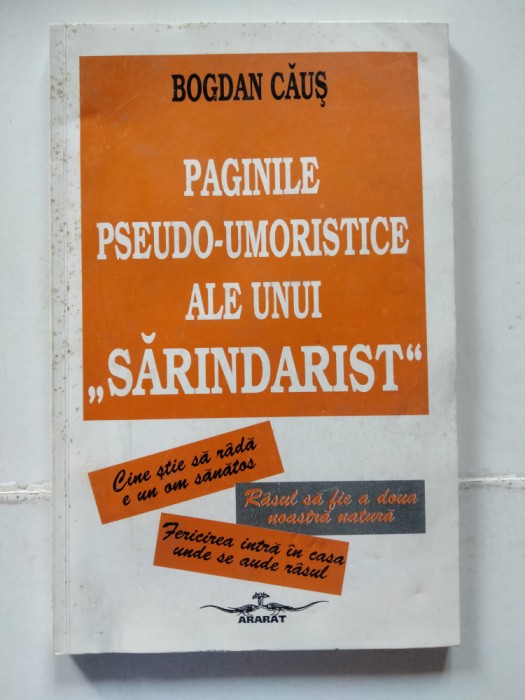 BOGDAN CĂUȘ
PAGINILE
PSEUDO-UMORISTICE
ALE UNUI
„SĂRINDARIST“
Cine știe să râdă
e un om sănătos
Râsul să fie a doua
noastră natură
Fericirea intră în casa
unde se aude râsul
ARARAT